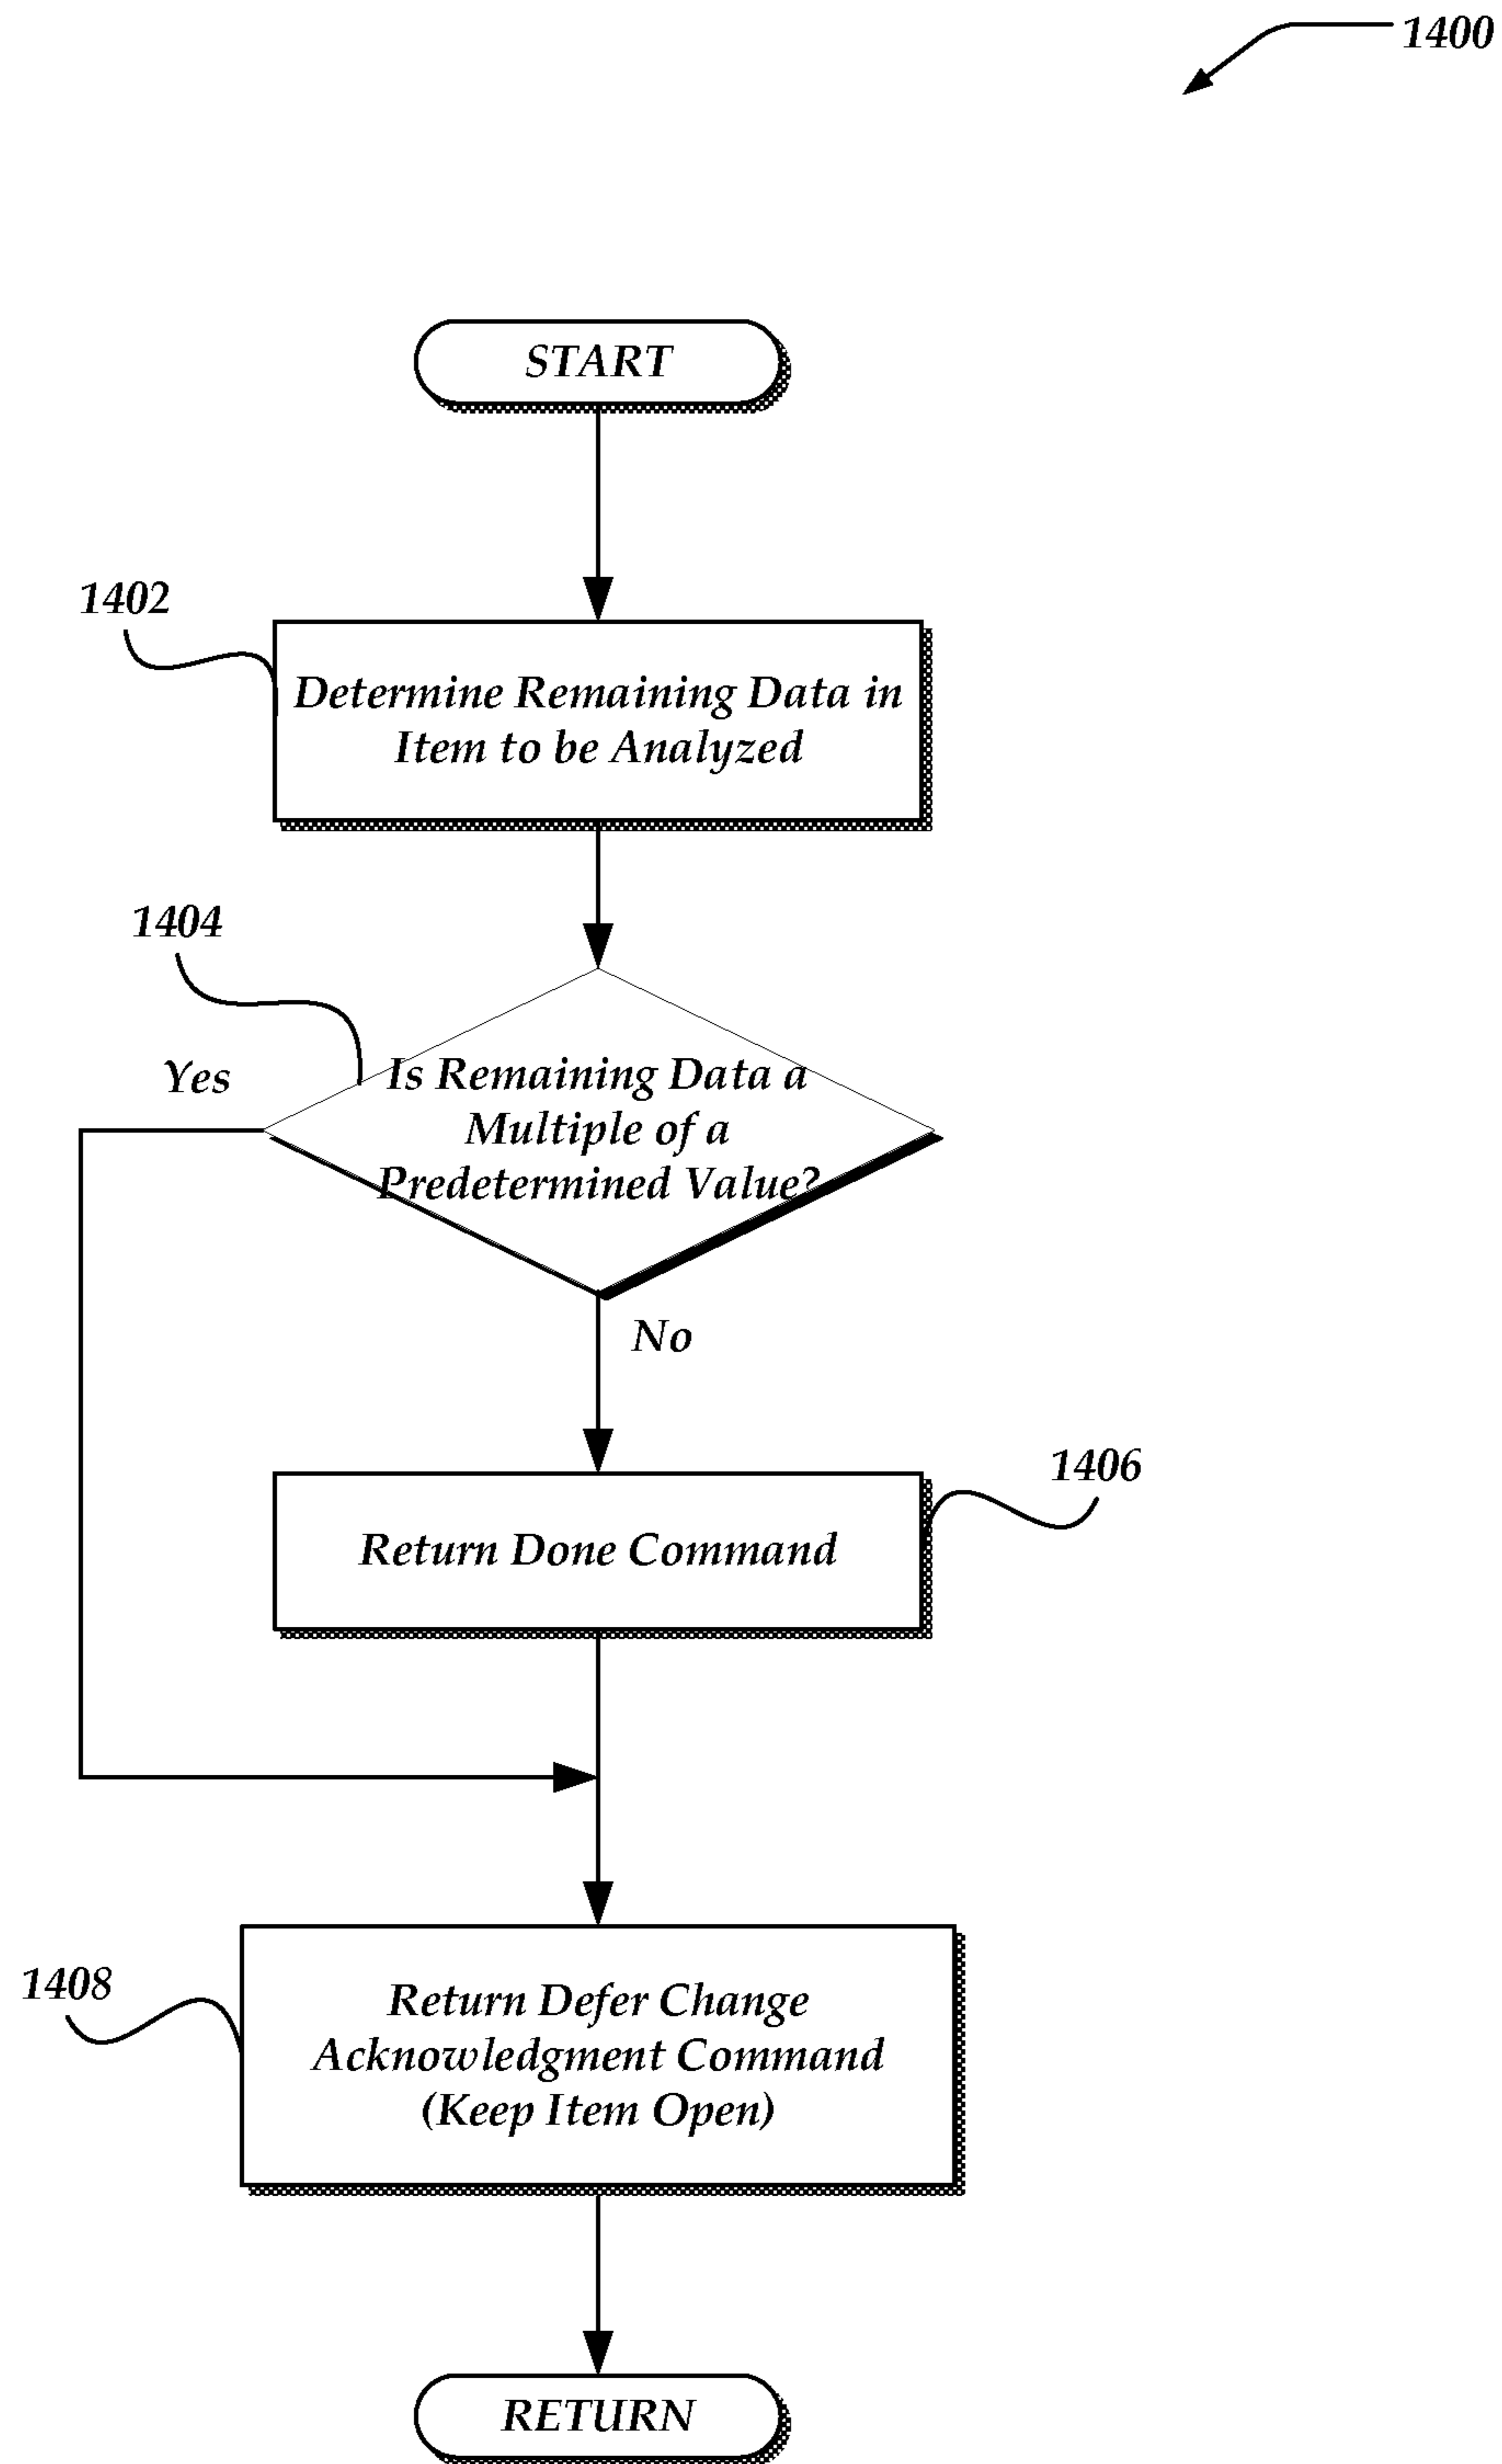 1400
START
1402
Determine Remaining Data in
Item to be Analyzed
1404
Yes
Is Remaining Data a
Multiple of a
Predetermined Value?
No
1406
Return Done Command
1408
Return Defer Change
Acknowledgment Command
(Keep Item Open)
RETURN